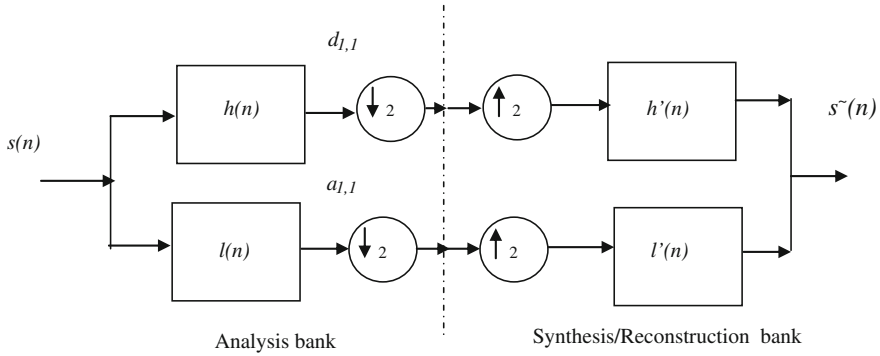 d1,1
h(n)
2
2
h’(n)
s(n)
s~(n)
a1,1
l(n)
2
2
l’(n)
Analysis bank
Synthesis/Reconstruction bank